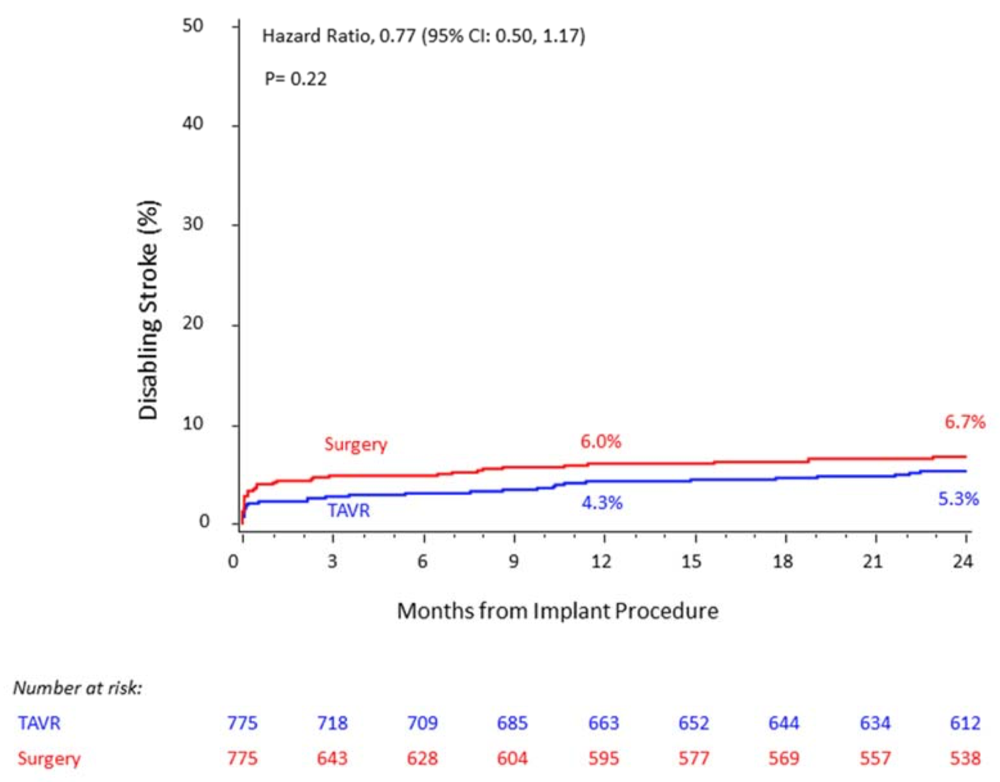 Hazard Ratio, 0.77 (95% CI: 0.50, 1.17)
P= 0.22
Disabling Stroke (%)
50
40
30
20
10
0
Surgery
6.0%
6.7%
TAVR
4.3%
5.3%
0 3 6 9 12 15 18 21 24
Months from Implant Procedure
Number at risk:
TAVR 775 718 709 685 663 652 644 634 612
Surgery 775 643 628 604 595 577 569 557 538